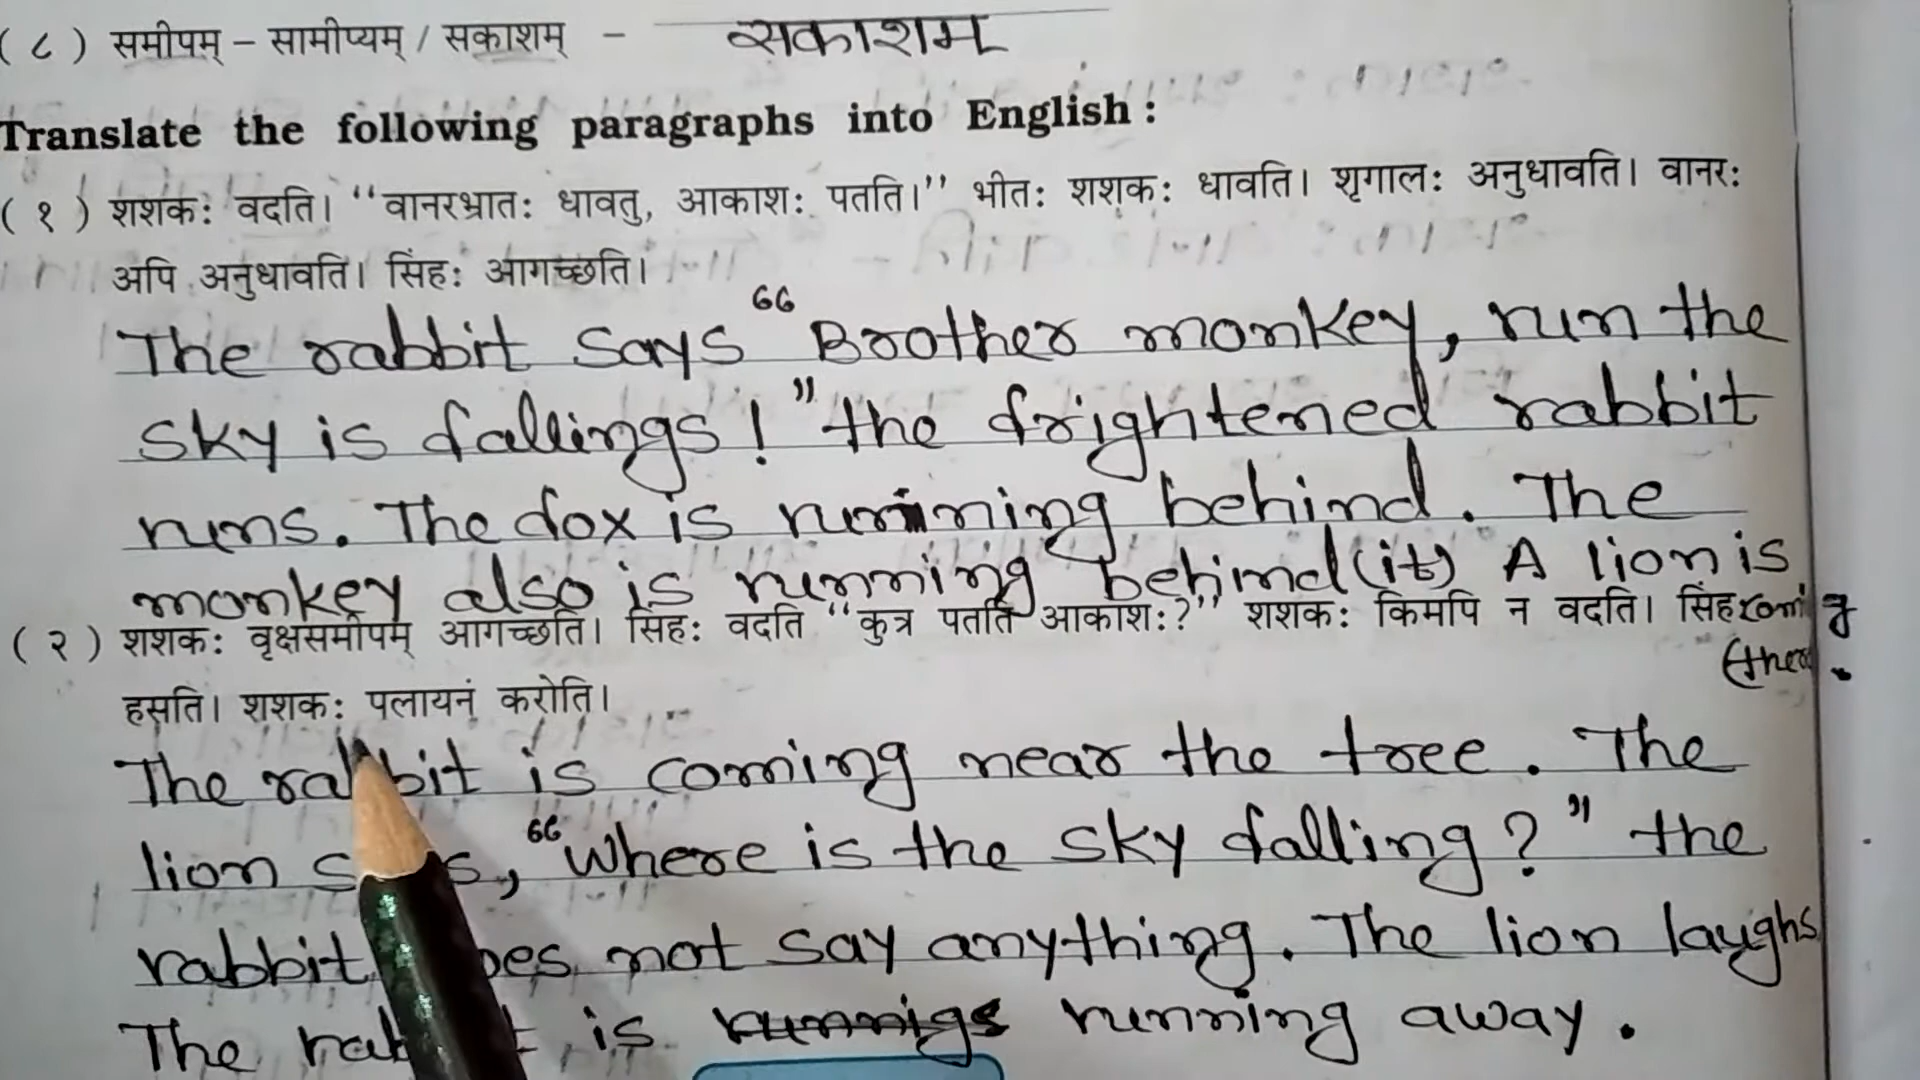 ( ८ ) समीपम् – सामीप्यम् / सकाशम् – सकाशम
Translate the following paragraphs into English :
( १ ) शशकः वदति। “वानरभ्रातः धावतु, आकाशः पतति।” भीतः शशकः धावति। शृगालः अनुधावति। वानरः
अपि अनुधावति। सिंहः आगच्छति।
The rabbit says “Brother monkey, run the
sky is fallings ! ” the frightened rabbit
runs. The fox is running behind. The
monkey also is running behind (it) A lion is
coming
(there .
( २ ) शशकः वृक्षसमीपम् आगच्छति। सिंहः वदति “कुत्र पतति आकाशः?” शशकः किमपि न वदति। सिंह
हसति। शशकः पलायनं करोति।
The rabbit is coming near the tree. The
lion , “Where is the sky falling ? ” the
rabbit not say anything. The lion laughs
The is running away .